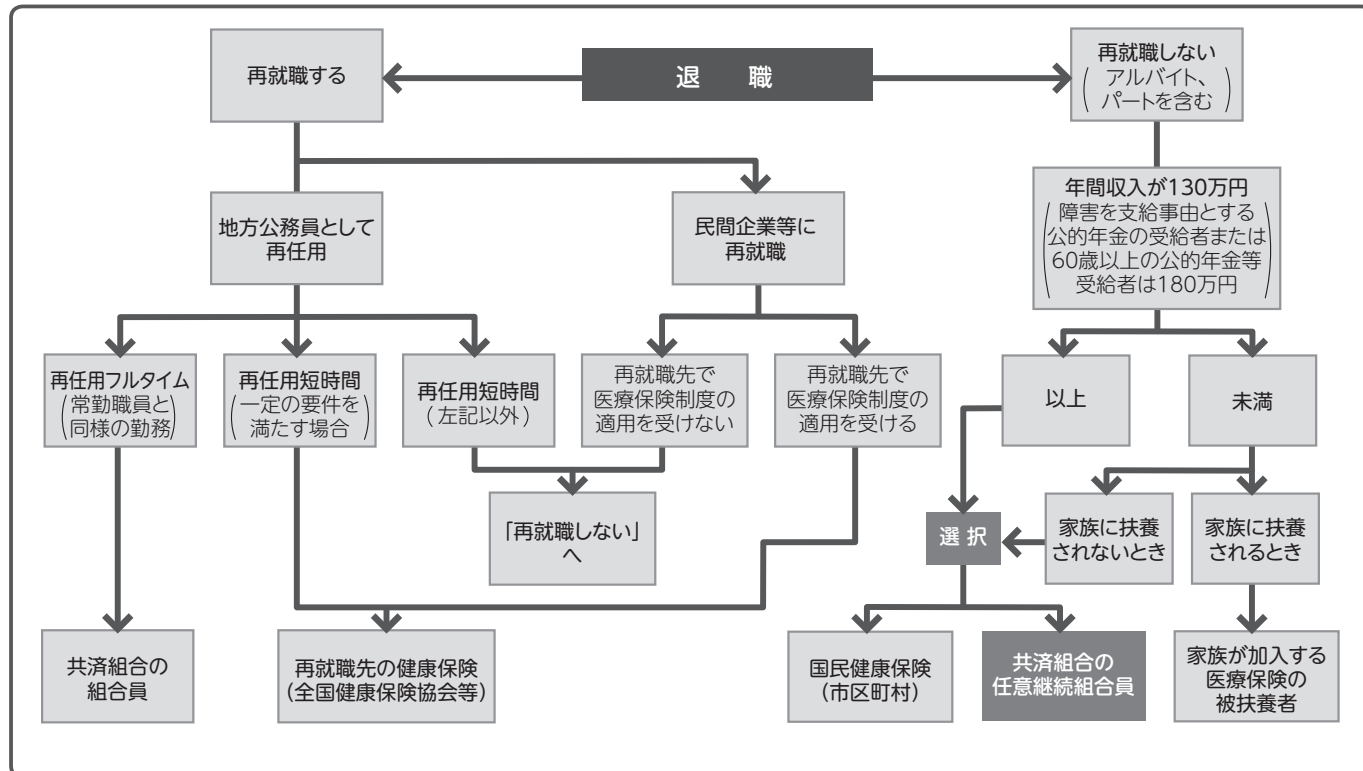 退　職
再就職する
再就職しない
(アルバイト、
パートを含む)
地方公務員として
再任用
民間企業等に
再就職
年間収入が130万円
(障害を支給事由とする
公的年金の受給者または
60歳以上の公的年金等
受給者は180万円)
再任用フルタイム
(常勤職員と
同様の勤務)
再任用短時間
(一定の要件を
満たす場合)
再任用短時間
(左記以外)
再就職先で
医療保険制度の
適用を受けない
再就職先で
医療保険制度の
適用を受ける
以上
未満
「再就職しない」
へ
選 択
家族に扶養
されないとき
家族に扶養
されるとき
共済組合の
組合員
再就職先の健康保険
(全国健康保険協会等)
国民健康保険
(市区町村)
共済組合の
任意継続組合員
家族が加入する
医療保険の
被扶養者